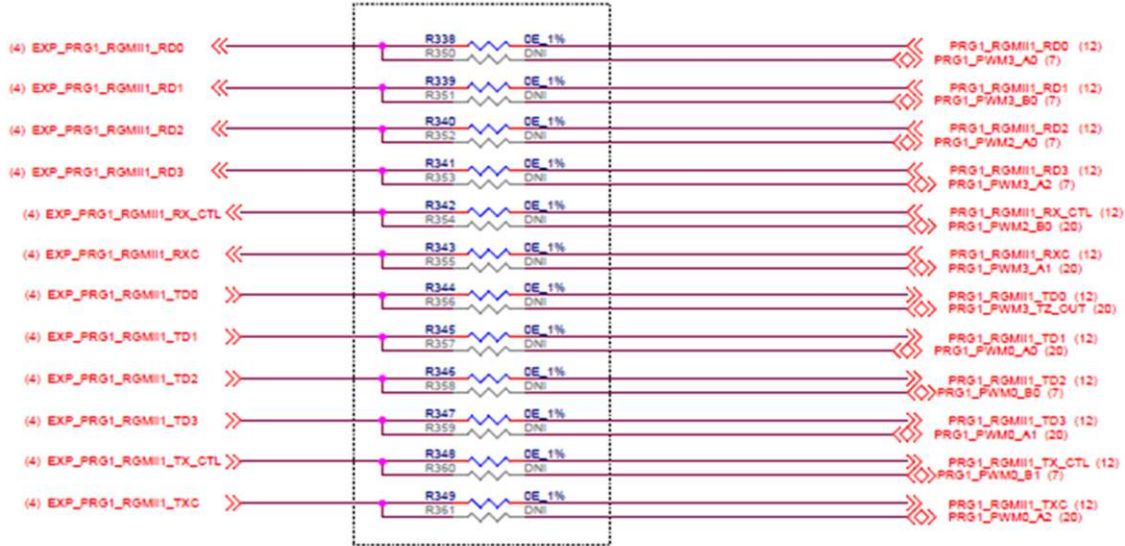 (4) EXP_PRG1_RGMII1_RD0 R338 0E_1% PRG1_RGMII1_RD0 (12)
R350 DNI PRG1_PWM3_A0 (7)
(4) EXP_PRG1_RGMII1_RD1 R339 0E_1% PRG1_RGMII1_RD1 (12)
R351 DNI PRG1_PWM3_B0 (7)
(4) EXP_PRG1_RGMII1_RD2 R340 0E_1% PRG1_RGMII1_RD2 (12)
R352 DNI PRG1_PWM2_A0 (7)
(4) EXP_PRG1_RGMII1_RD3 R341 0E_1% PRG1_RGMII1_RD3 (12)
R353 DNI PRG1_PWM3_A2 (7)
(4) EXP_PRG1_RGMII1_RX_CTL R342 0E_1% PRG1_RGMII1_RX_CTL (12)
R354 DNI PRG1_PWM2_B0 (20)
(4) EXP_PRG1_RGMII1_RXC R343 0E_1% PRG1_RGMII1_RXC (12)
R355 DNI PRG1_PWM3_A1 (20)
(4) EXP_PRG1_RGMII1_TD0 R344 0E_1% PRG1_RGMII1_TD0 (12)
R356 DNI PRG1_PWM3_TZ_OUT (20)
(4) EXP_PRG1_RGMII1_TD1 R345 0E_1% PRG1_RGMII1_TD1 (12)
R357 DNI PRG1_PWM0_A0 (20)
(4) EXP_PRG1_RGMII1_TD2 R346 0E_1% PRG1_RGMII1_TD2 (12)
R358 DNI PRG1_PWM0_B0 (7)
(4) EXP_PRG1_RGMII1_TD3 R347 0E_1% PRG1_RGMII1_TD3 (12)
R359 DNI PRG1_PWM0_A1 (20)
(4) EXP_PRG1_RGMII1_TX_CTL R348 0E_1% PRG1_RGMII1_TX_CTL (12)
R360 DNI PRG1_PWM0_B1 (7)
(4) EXP_PRG1_RGMII1_TXC R349 0E_1% PRG1_RGMII1_TXC (12)
R361 DNI PRG1_PWM0_A2 (20)